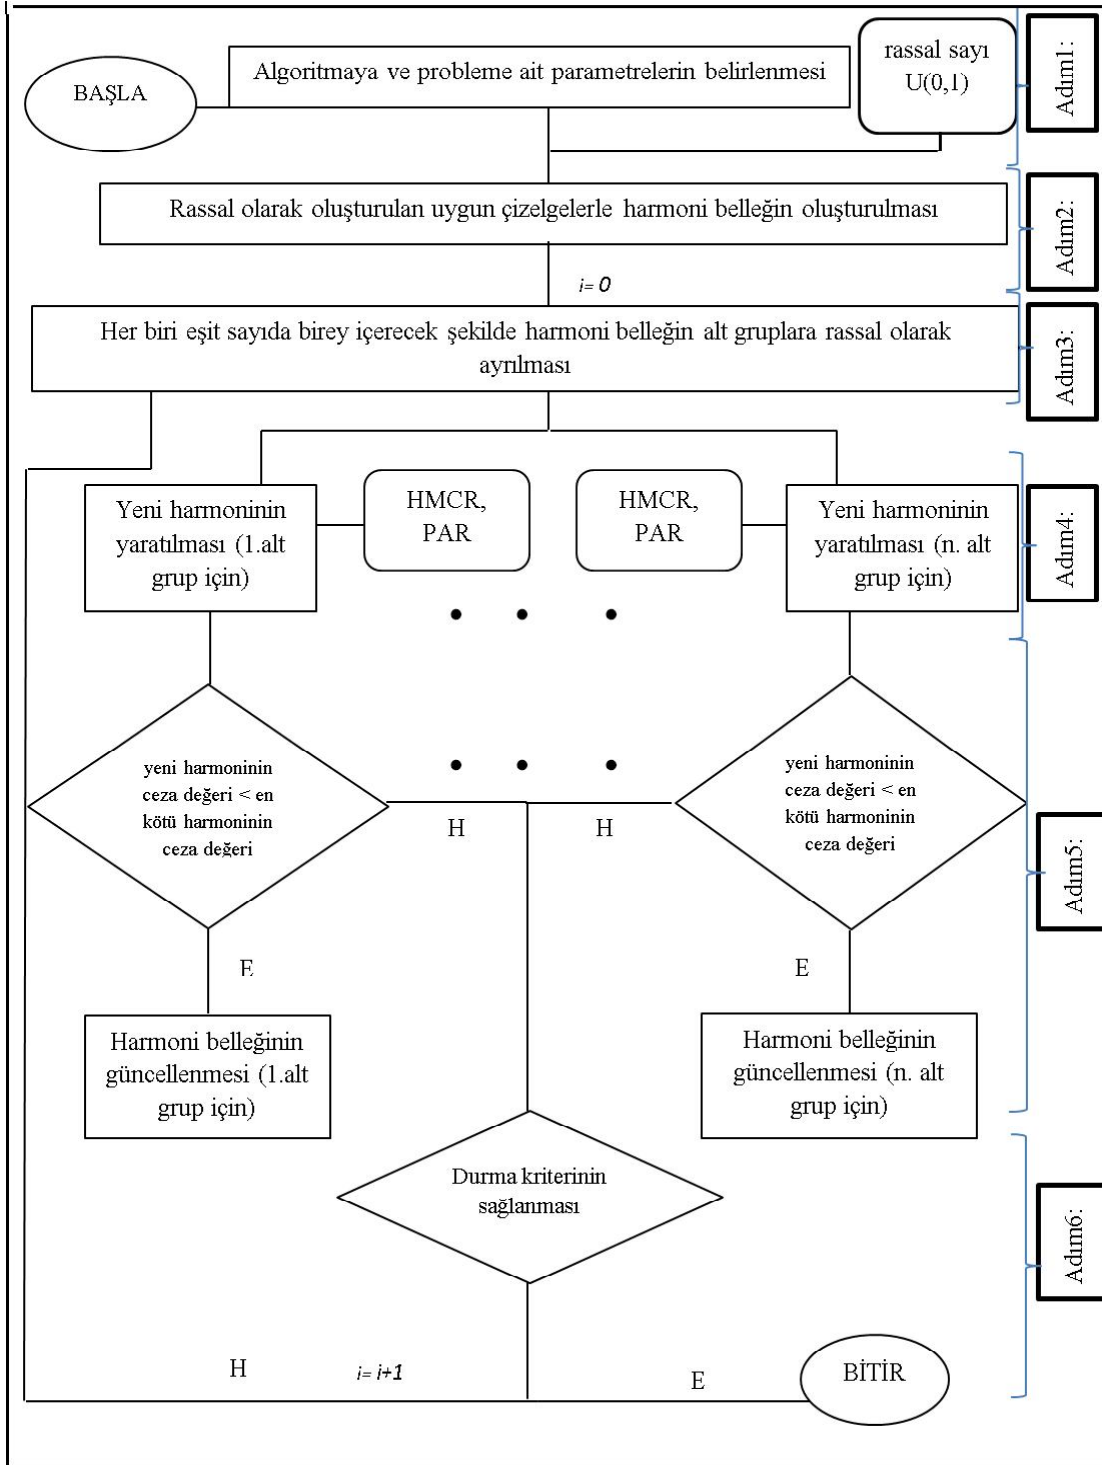 BAŞLA
Algoritmaya ve probleme ait parametrelerin belirlenmesi
rassal sayı
U(0,1)
Adım1:
Rassal olarak oluşturulan uygun çizelgelerle harmoni belleğin oluşturulması
Adım2:
i= 0
Her biri eşit sayıda birey içerecek şekilde harmoni belleğin alt gruplara rassal olarak
ayrılması
Adım3:
Yeni harmoninin
yaratılması (1.alt
grup için)
HMCR,
PAR
HMCR,
PAR
Yeni harmoninin
yaratılması (n. alt
grup için)
Adım4:
yeni harmoninin
ceza değeri < en
kötü harmoninin
ceza değeri
H
H
yeni harmoninin
ceza değeri < en
kötü harmoninin
ceza değeri
Adım5:
E
E
Harmoni belleğinin
güncellenmesi (1.alt
grup için)
Harmoni belleğinin
güncellenmesi (n. alt
grup için)
Durma kriterinin
sağlanması
Adım6:
H
i= i+1
E
BİTİR